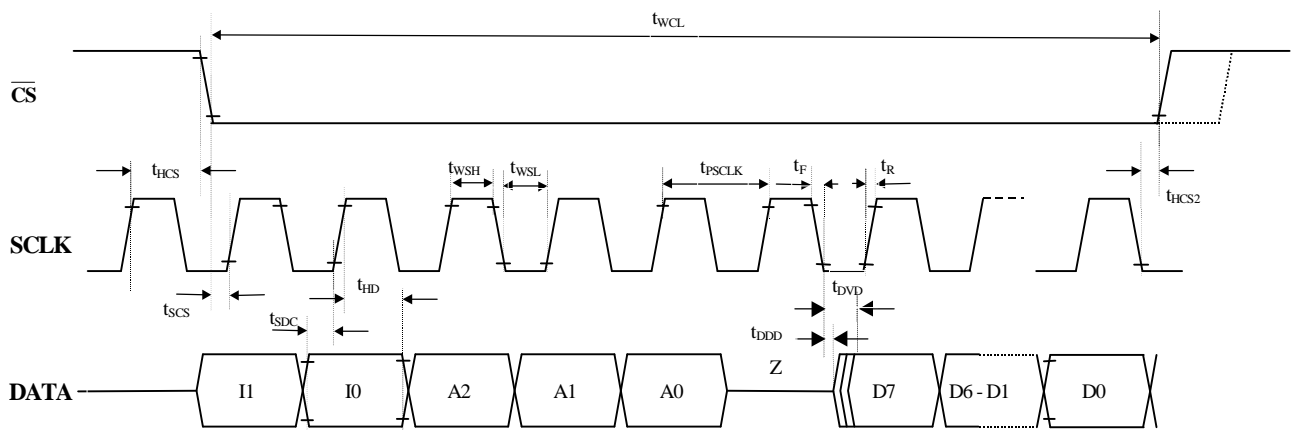 tWCL
CS
tHCS
tWSH
tWSL
tPSCLK
tF
tR
tHCS2
SCLK
tSCS
tHD
tSDC
tDVD
tDDD
Z
DATA
I1
I0
A2
A1
A0
D7
D6 - D1
D0